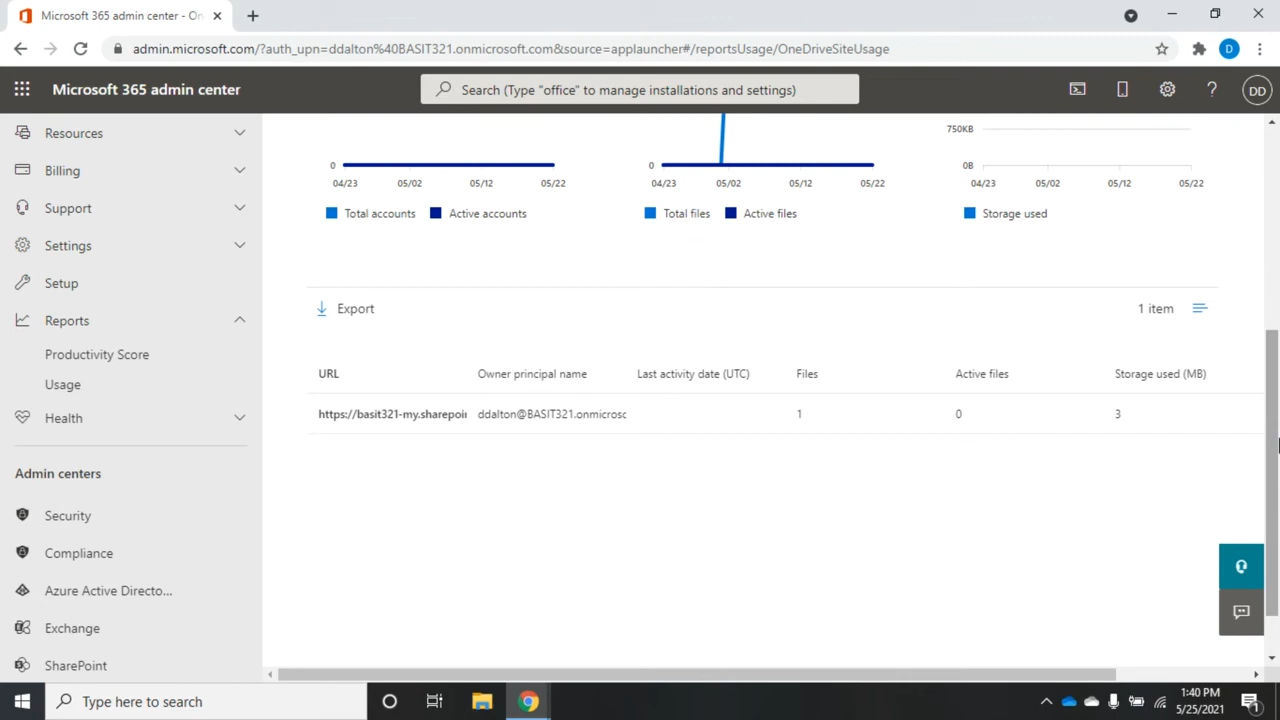 Microsoft 365 admin center - On
admin.microsoft.com/?auth_upn=ddalton%40BASIT321.onmicrosoft.com&source=applauncher#/reportsUsage/OneDriveSiteUsage
D
Microsoft 365 admin center
Search (Type "office" to manage installations and settings)
DD
Resources
Billing
Support
Settings
Setup
Reports
Productivity Score
Usage
Health
Admin centers
Security
Compliance
Azure Active Directo...
Exchange
SharePoint
0
04/23 05/02 05/12 05/22
Total accounts Active accounts
0
04/23 05/02 05/12 05/22
Total files Active files
750KB
0B
04/23 05/02 05/12 05/22
Storage used
Export
1 item
URL Owner principal name Last activity date (UTC) Files Active files Storage used (MB)
https://basit321-my.sharepoi ddalton@BASIT321.onmicrosc 1 0 3
Type here to search
1:40 PM
5/25/2021
1